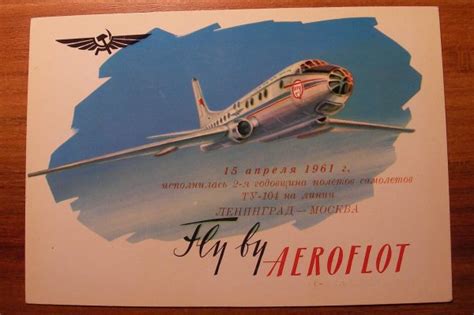 15 апреля 1961 г.
исполнилась 2-я годовщина полетов самолетов
ТУ-104 на линии
ЛЕНИНГРАД—МОСКВА
Fly by AEROFLOT